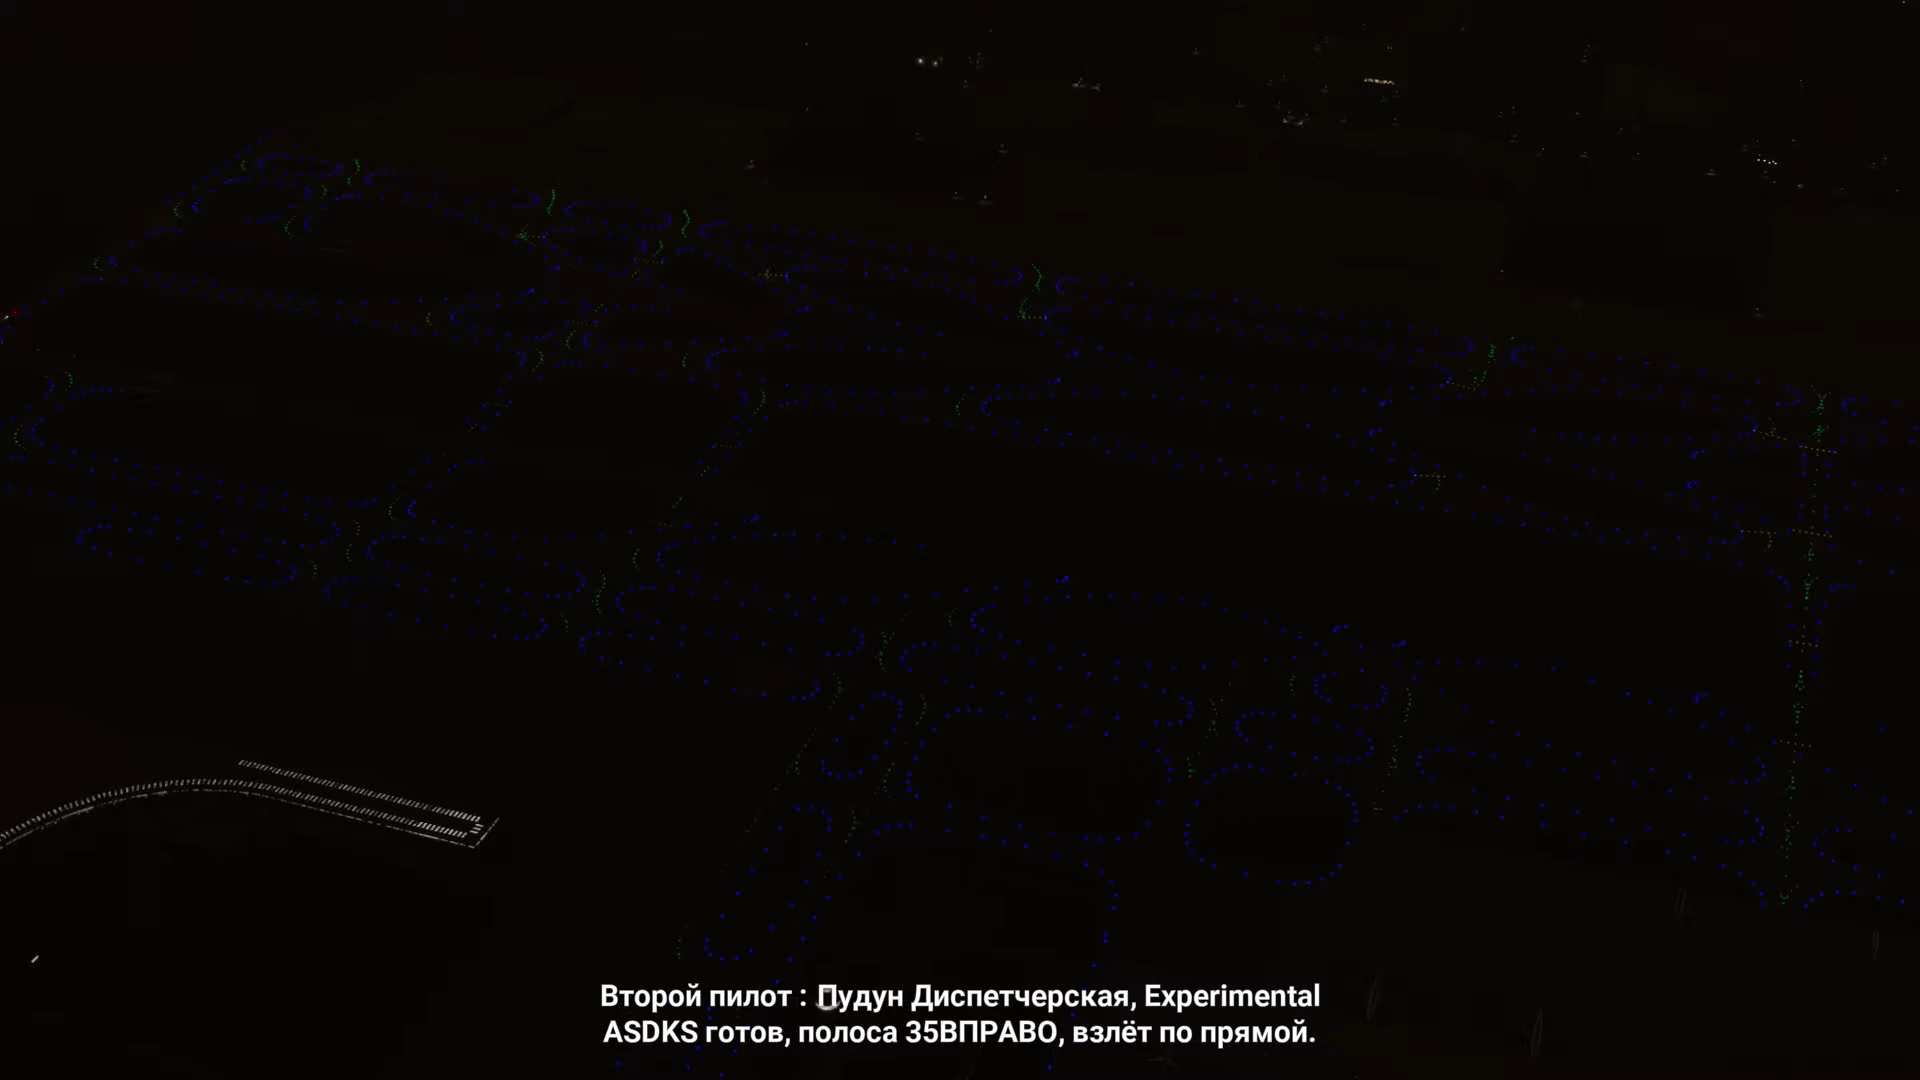 Второй пилот : Пудун Диспетчерская, Experimental
ASDKS готов, полоса 35ВПРАВО, взлёт по прямой.